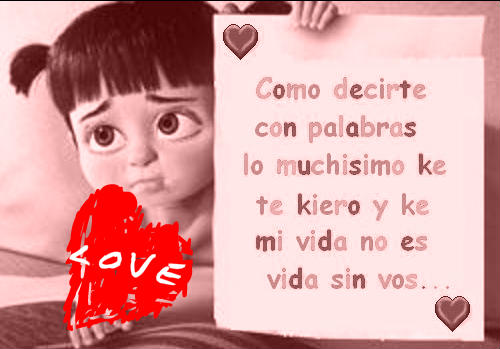 Como decirte
con palabras
lo muchisimo ke
te kiero y ke
mi vida no es
vida sin vos...
LOVE